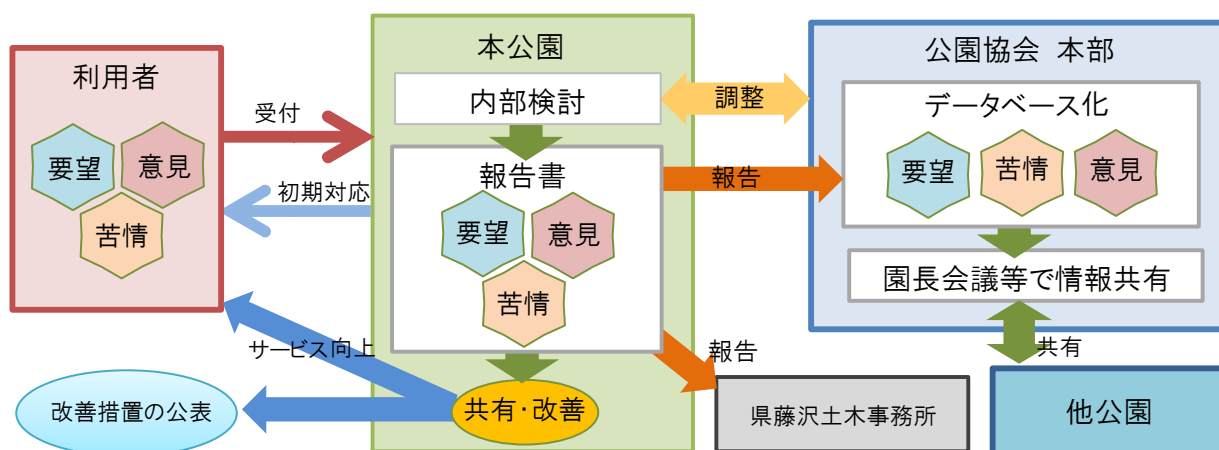 利用者
要望
意見
苦情
受付
初期対応
サービス向上
改善措置の公表
本公園
内部検討
報告書
要望
意見
苦情
共有・改善
調整
報告
報告
県藤沢土木事務所
公園協会 本部
データベース化
要望
苦情
意見
園長会議等で情報共有
共有
他公園